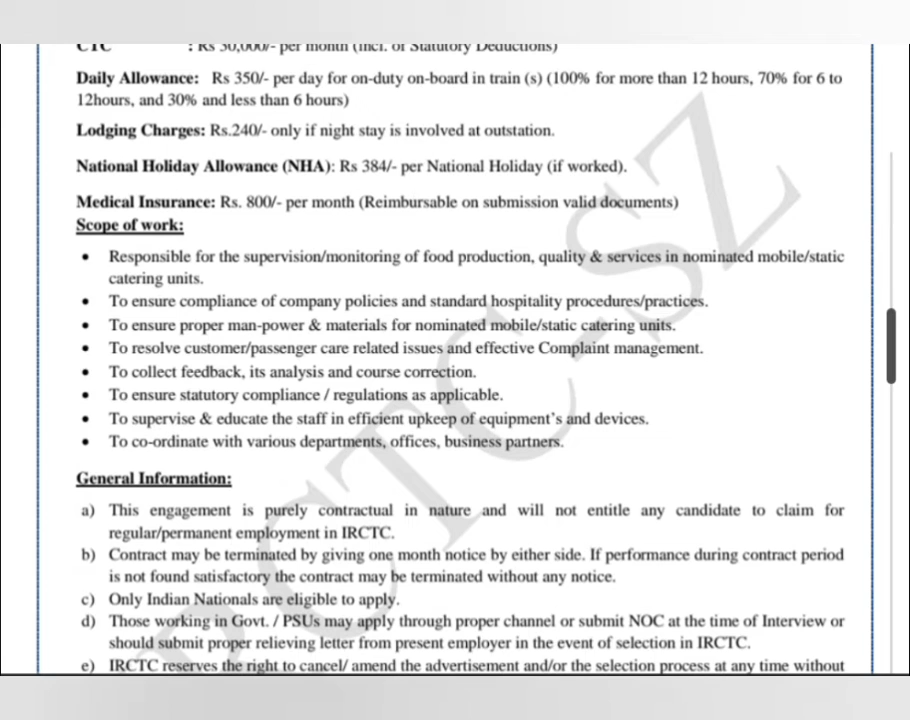 CTC : Rs 30,000/- per month (incl. of Statutory Deductions)
Daily Allowance: Rs 350/- per day for on-duty on-board in train (s) (100% for more than 12 hours, 70% for 6 to
12hours, and 30% and less than 6 hours)
Lodging Charges: Rs.240/- only if night stay is involved at outstation.
National Holiday Allowance (NHA): Rs 384/- per National Holiday (if worked).
Medical Insurance: Rs. 800/- per month (Reimbursable on submission valid documents)
Scope of work:
• Responsible for the supervision/monitoring of food production, quality & services in nominated mobile/static
catering units.
• To ensure compliance of company policies and standard hospitality procedures/practices.
• To ensure proper man-power & materials for nominated mobile/static catering units.
• To resolve customer/passenger care related issues and effective Complaint management.
• To collect feedback, its analysis and course correction.
• To ensure statutory compliance / regulations as applicable.
• To supervise & educate the staff in efficient upkeep of equipment's and devices.
• To co-ordinate with various departments, offices, business partners.
General Information:
a) This engagement is purely contractual in nature and will not entitle any candidate to claim for
regular/permanent employment in IRCTC.
b) Contract may be terminated by giving one month notice by either side. If performance during contract period
is not found satisfactory the contract may be terminated without any notice.
c) Only Indian Nationals are eligible to apply.
d) Those working in Govt. / PSUs may apply through proper channel or submit NOC at the time of Interview or
should submit proper relieving letter from present employer in the event of selection in IRCTC.
e) IRCTC reserves the right to cancel/ amend the advertisement and/or the selection process at any time without